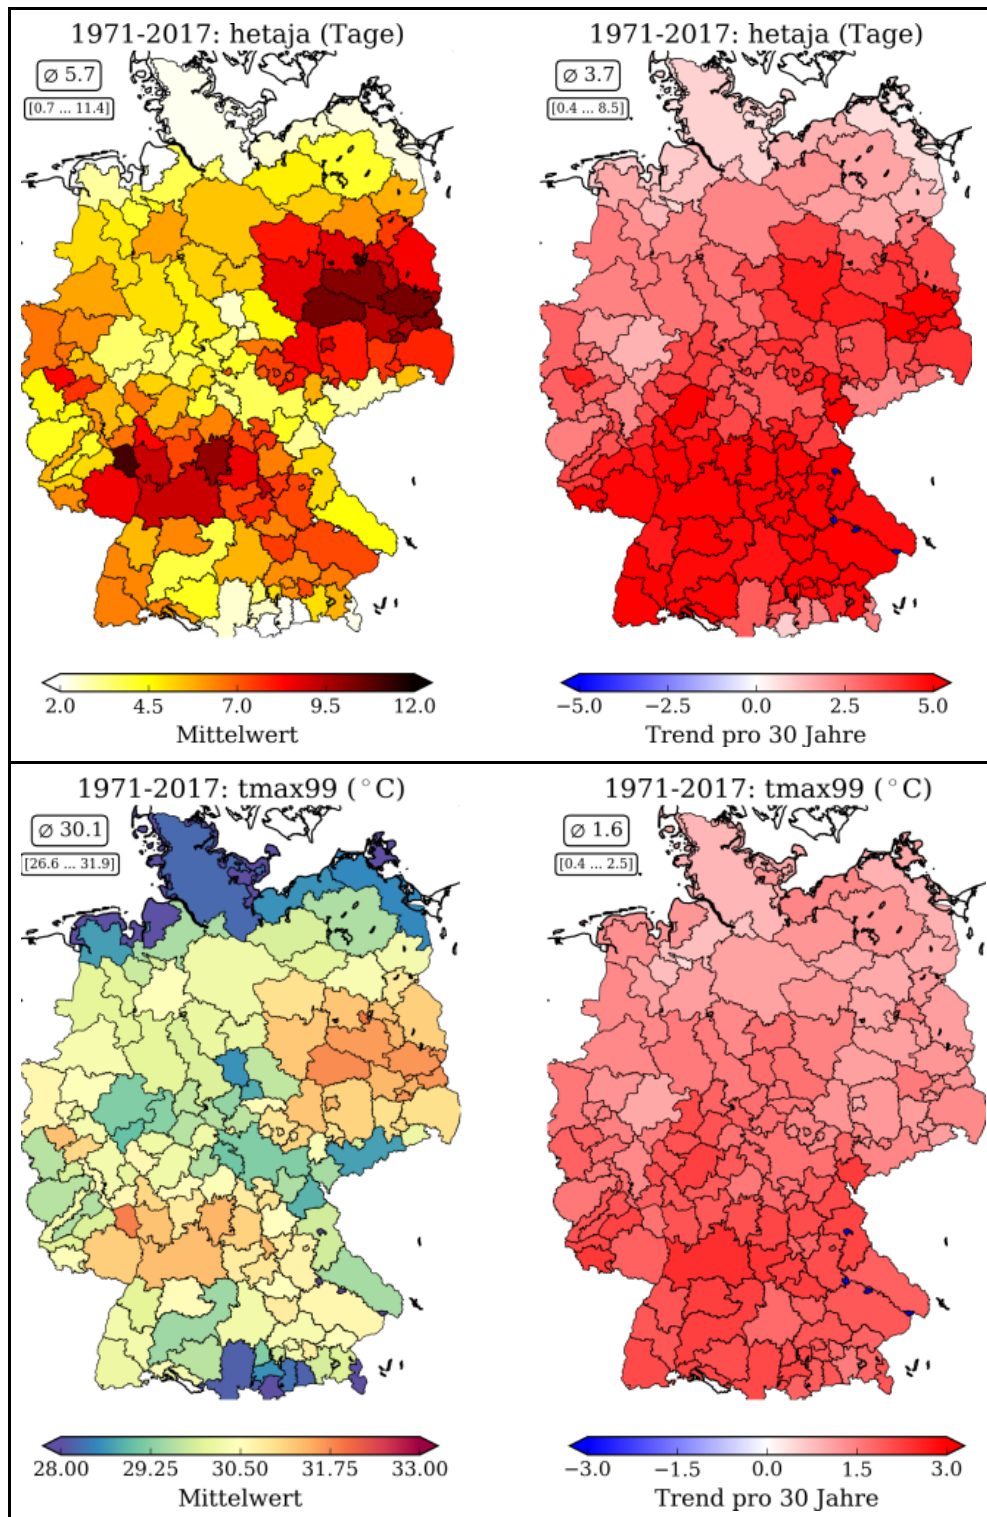 1971-2017: hetaja (Tage)
∅ 5.7
[0.7 ... 11.4]
2.0 4.5 7.0 9.5 12.0
Mittelwert
1971-2017: hetaja (Tage)
∅ 3.7
[0.4 ... 8.5]
−5.0 −2.5 0.0 2.5 5.0
Trend pro 30 Jahre
1971-2017: tmax99 (°C)
∅ 30.1
[26.6 ... 31.9]
28.00 29.25 30.50 31.75 33.00
Mittelwert
1971-2017: tmax99 (°C)
∅ 1.6
[0.4 ... 2.5]
−3.0 −1.5 0.0 1.5 3.0
Trend pro 30 Jahre